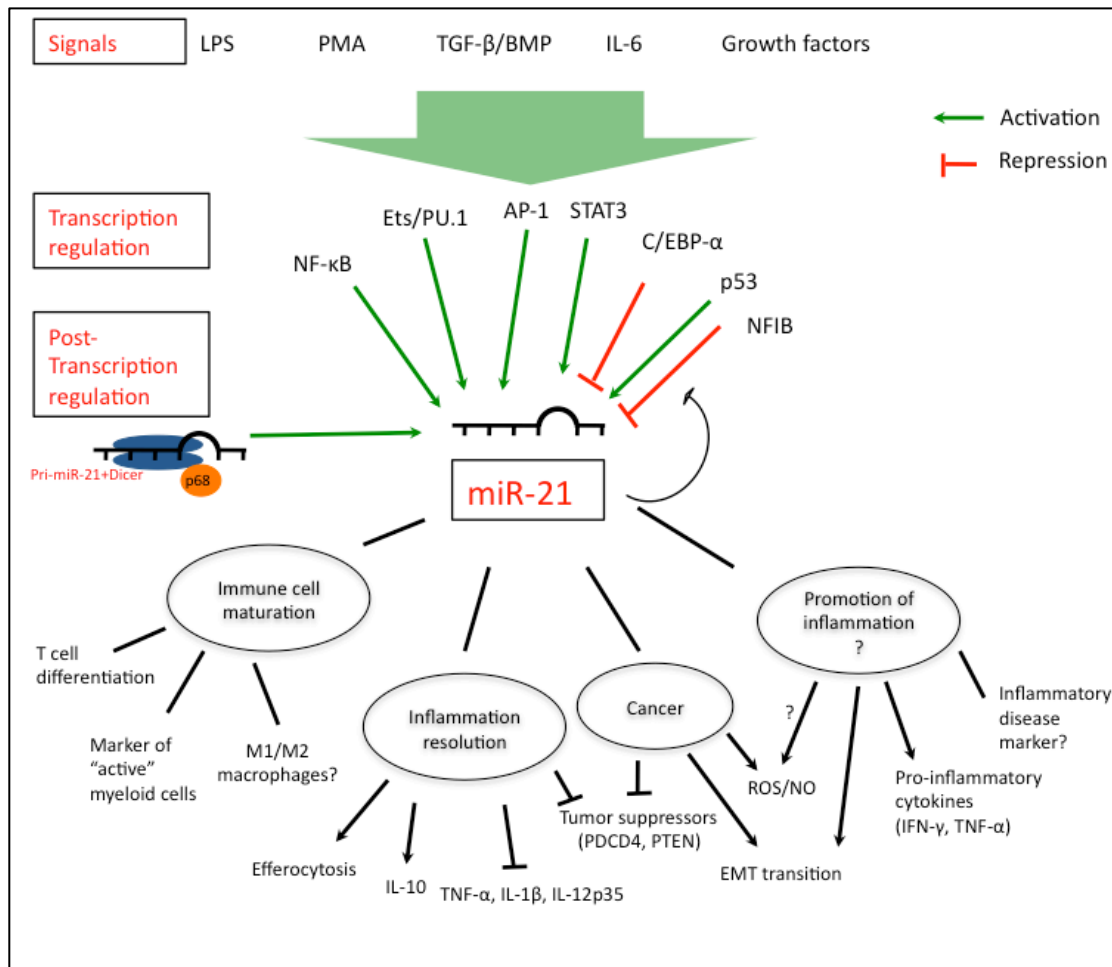 Signals
LPS
PMA
TGF-β/BMP
IL-6
Growth factors
Activation
Repression
Transcription
regulation
Ets/PU.1
AP-1
STAT3
C/EBP-α
NF-κB
p53
NFIB
Post-
Transcription
regulation
Pri-miR-21+Dicer
p68
miR-21
Immune cell
maturation
Promotion of
inflammation
?
T cell
differentiation
Marker of
“active”
myeloid cells
M1/M2
macrophages?
Inflammation
resolution
Cancer
?
Inflammatory
disease
marker?
ROS/NO
Pro-inflammatory
cytokines
(IFN-γ, TNF-α)
Tumor suppressors
(PDCD4, PTEN)
Efferocytosis
IL-10
TNF-α, IL-1β, IL-12p35
EMT transition